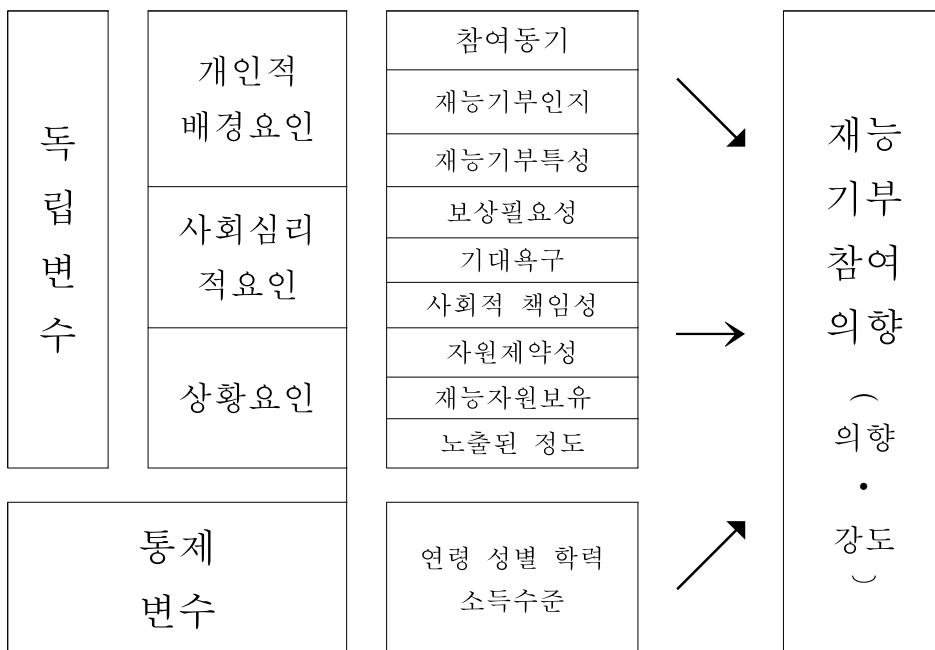 독
립
변
수
개인적
배경요인
사회심리
적요인
상황요인
참여동기
재능기부인지
재능기부특성
보상필요성
기대욕구
사회적 책임성
자원제약성
재능자원보유
노출된 정도
통제
변수
연령 성별 학력
소득수준
재능
기부
참여
의향
(
의향
·
강도
)